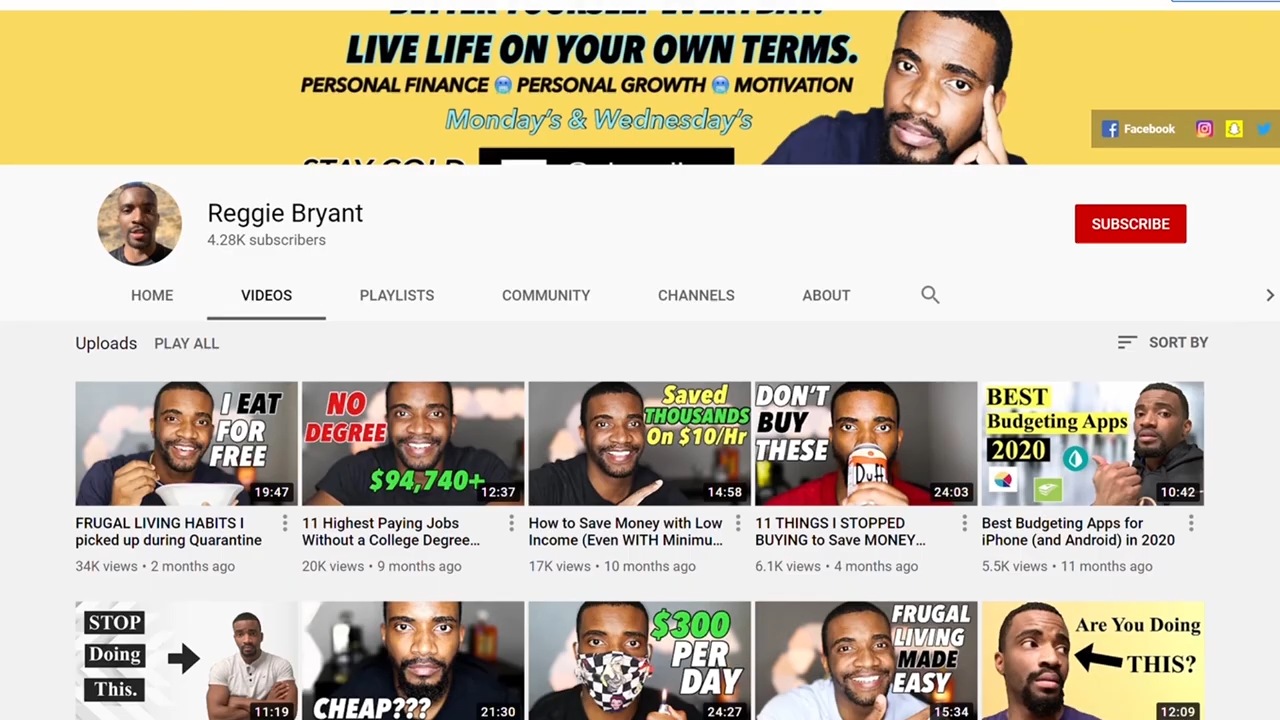 BETTER YOURSELF EVERYDAY.
LIVE LIFE ON YOUR OWN TERMS.
PERSONAL FINANCE 🥶 PERSONAL GROWTH 🥶 MOTIVATION
Monday's & Wednesday's
STAY GOLD
Facebook
Reggie Bryant
4.28K subscribers
SUBSCRIBE
HOME VIDEOS PLAYLISTS COMMUNITY CHANNELS ABOUT
Uploads PLAY ALL
SORT BY
I EAT
FOR
FREE
19:47
NO
DEGREE
$94,740+
12:37
Saved
THOUSANDS
On $10/Hr
14:58
DON'T
BUY
THESE
Duff
24:03
BEST
Budgeting Apps
2020
10:42
FRUGAL LIVING HABITS I
picked up during Quarantine
34K views • 2 months ago
11 Highest Paying Jobs
Without a College Degree...
20K views • 9 months ago
How to Save Money with Low
Income (Even WITH Minimu...
17K views • 10 months ago
11 THINGS I STOPPED
BUYING to Save MONEY...
6.1K views • 4 months ago
Best Budgeting Apps for
iPhone (and Android) in 2020
5.5K views • 11 months ago
STOP
Doing
This.
11:19
CHEAP???
21:30
$300
PER
DAY
24:27
FRUGAL
LIVING
MADE
EASY
15:34
Are You Doing
THIS?
12:09